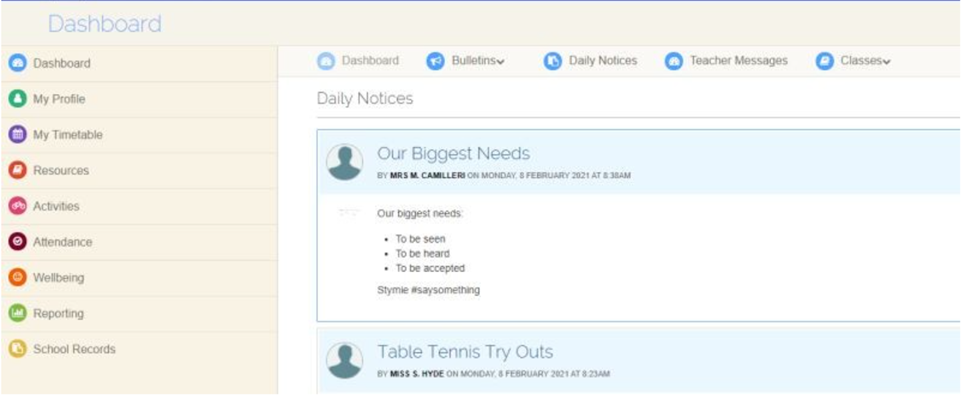 Dashboard
Dashboard
My Profile
My Timetable
Resources
Activities
Attendance
Wellbeing
Reporting
School Records
Dashboard Bulletins Daily Notices Teacher Messages Classes
Daily Notices
Our Biggest Needs
BY MRS M. CAMILLERI ON MONDAY, 8 FEBRUARY 2021 AT 8:38AM
Our biggest needs:
• To be seen
• To be heard
• To be accepted
Stymie #saysomething
Table Tennis Try Outs
BY MISS S. HYDE ON MONDAY, 8 FEBRUARY 2021 AT 8:23AM